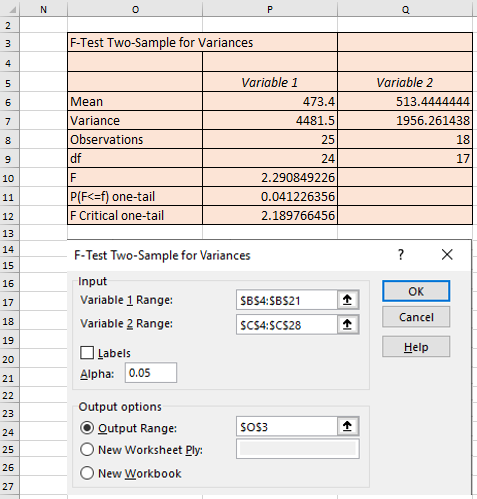 N O P Q
2
3 F-Test Two-Sample for Variances
4
5 Variable 1 Variable 2
6 Mean 473.4 513.4444444
7 Variance 4481.5 1956.261438
8 Observations 25 18
9 df 24 17
10 F 2.290849226
11 P(F<=f) one-tail 0.041226356
12 F Critical one-tail 2.189766456
13
14 F-Test Two-Sample for Variances ? X
15
16 Input
17 Variable 1 Range: $B$4:$B$21 OK
18 Variable 2 Range: $C$4:$C$28 Cancel
19
20 Labels Help
21 Alpha: 0.05
22
23 Output options
24 Output Range: $O$3
25 New Worksheet Ply:
26 New Workbook
27